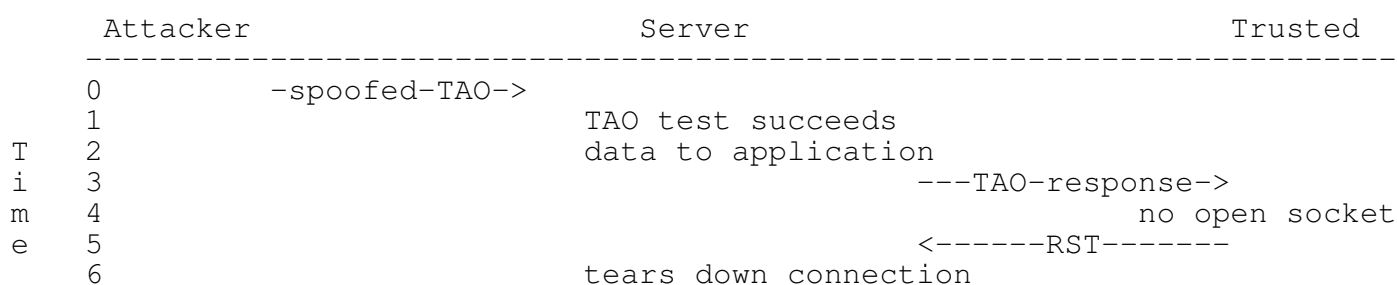 Attacker Server Trusted
------------------------------------------------------------------------
0 -spoofed-TAO->
1 TAO test succeeds
T 2 data to application
i 3 ---TAO-response->
m 4 no open socket
e 5 <------RST-------
6 tears down connection